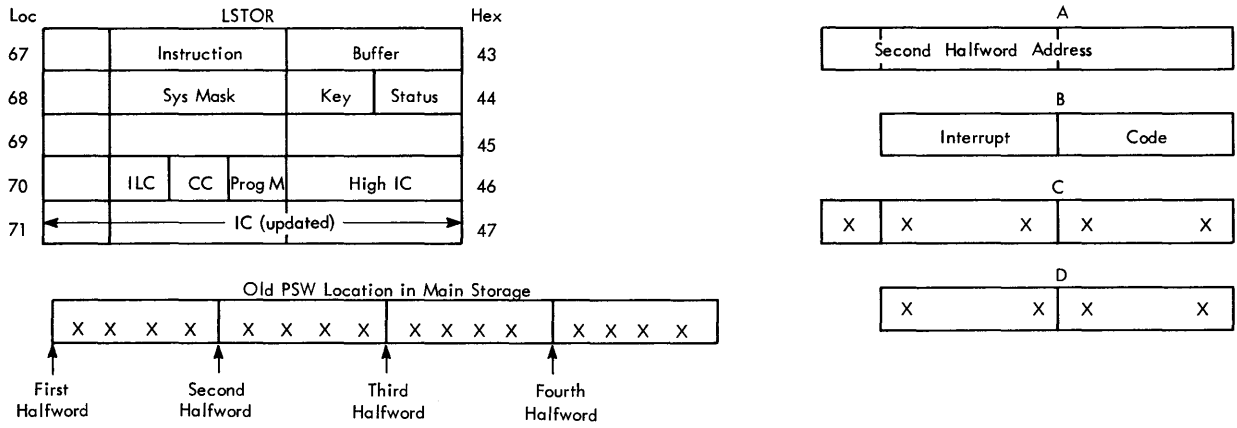 Loc LSTOR Hex
67 Instruction Buffer 43
68 Sys Mask Key Status 44
69 45
70 ILC CC Prog M High IC 46
71 IC (updated) 47
Old PSW Location in Main Storage
X X X X X X X X X X X X X X X X
First Halfword
Second Halfword
Third Halfword
Fourth Halfword
A
Second Halfword Address
B
Interrupt Code
C
X X X X X
D
X X X X